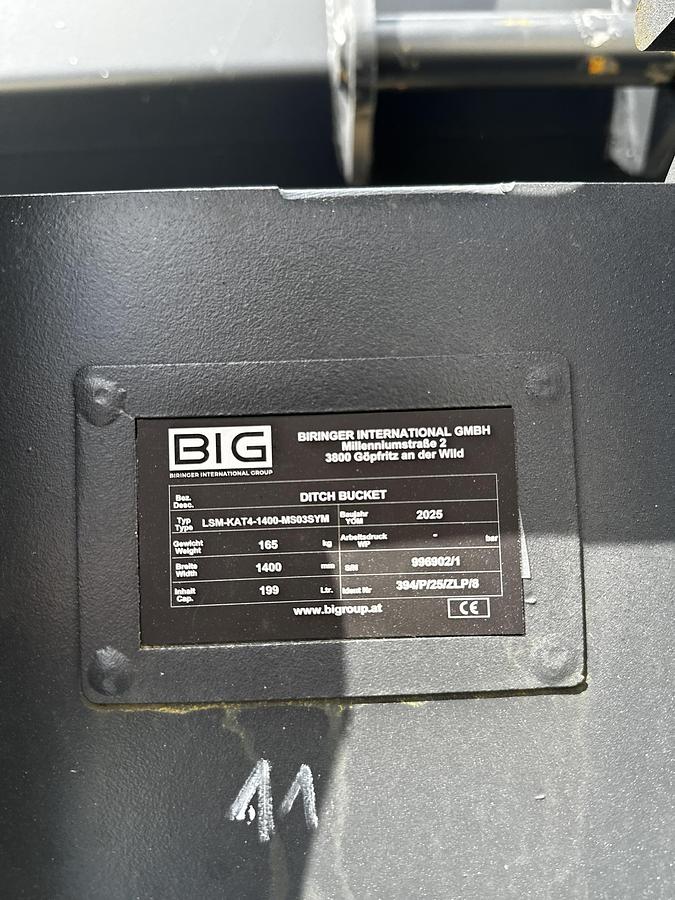 BIG
BIRINGER INTERNATIONAL GROUP
BIRINGER INTERNATIONAL GMBH
Millenniumstraße 2
3800 Göpfritz an der Wild
Bez.
Desc.
DITCH BUCKET
Typ
Type
LSM-KAT4-1400-MS03SYM
Baujahr
YOM
2025
Gewicht
Weight
165 kg
Arbeitsdruck
WP
- bar
Breite
Width
1400 mm
S/N
996902/1
Inhalt
Cap.
199 Ltr.
Ident Nr
394/P/25/ZLP/8
www.bigroup.at
CE
11